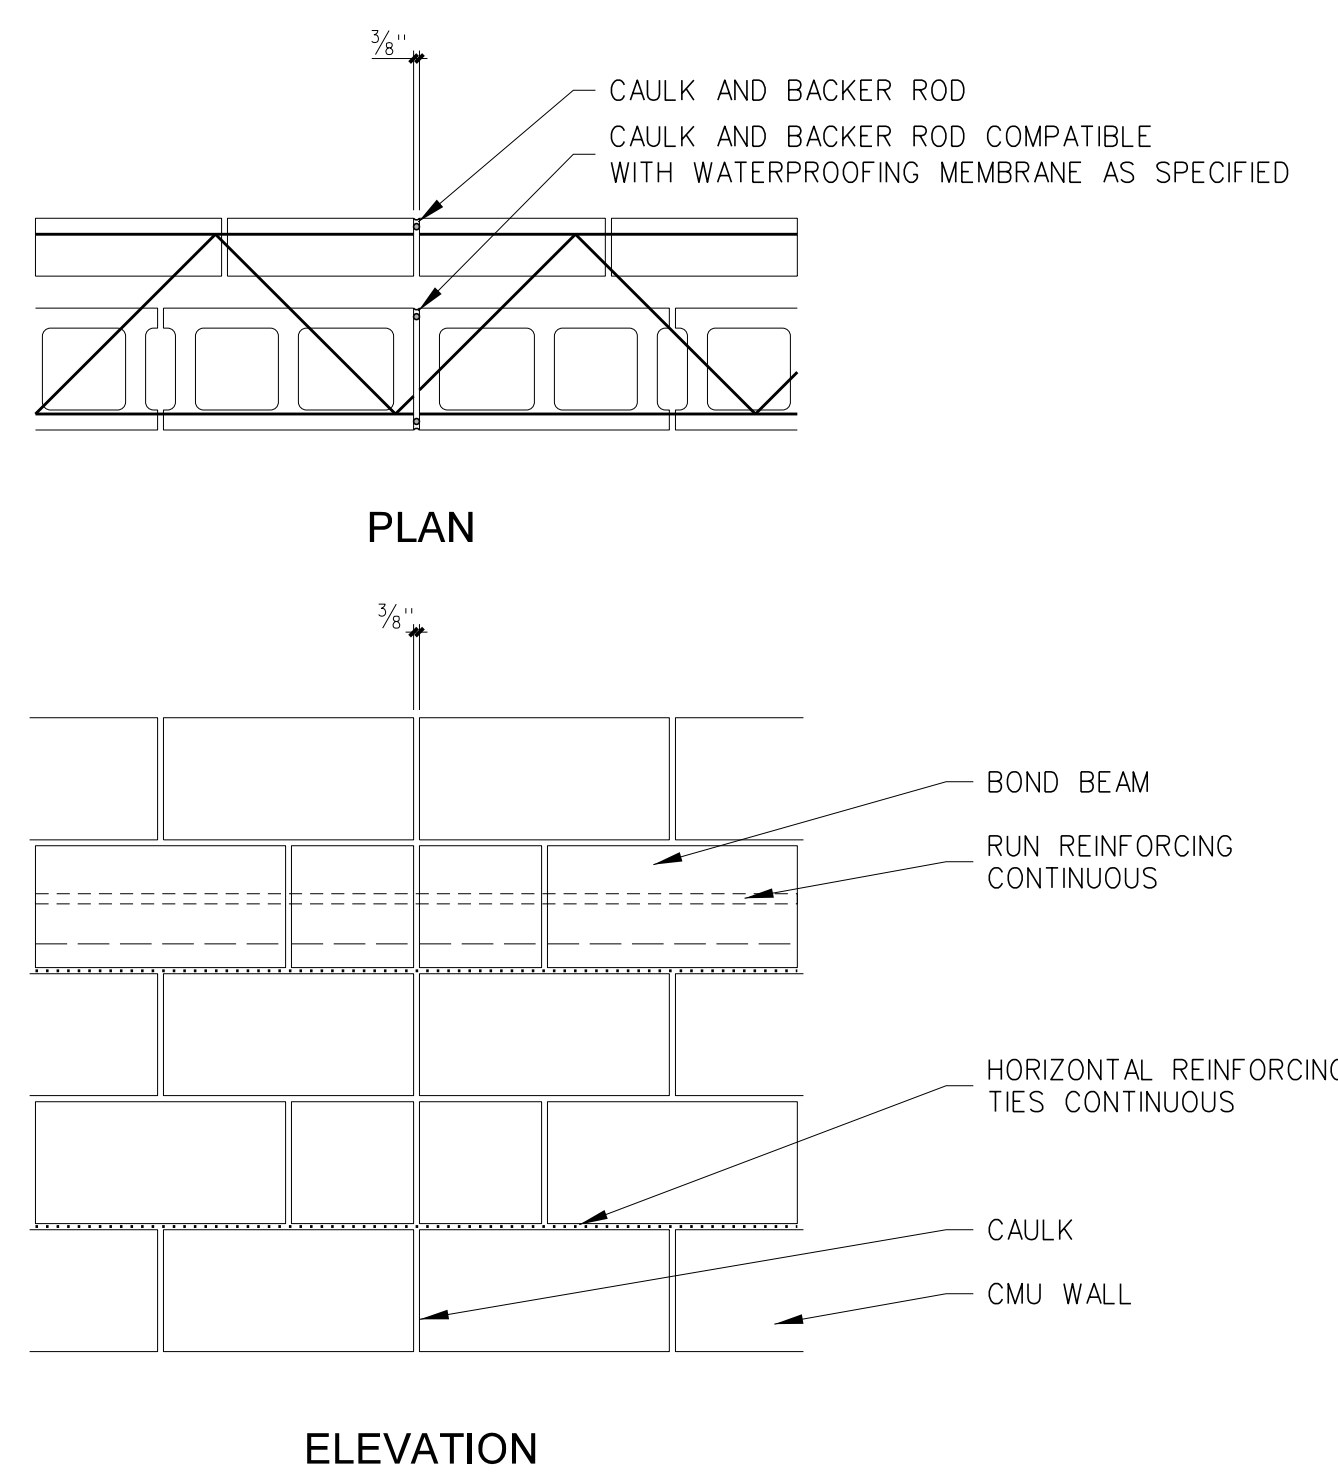 3/8"
CAULK AND BACKER ROD
CAULK AND BACKER ROD COMPATIBLE
WITH WATERPROOFING MEMBRANE AS SPECIFIED
PLAN
3/8"
BOND BEAM
RUN REINFORCING
CONTINUOUS
HORIZONTAL REINFORCING
TIES CONTINUOUS
CAULK
CMU WALL
ELEVATION